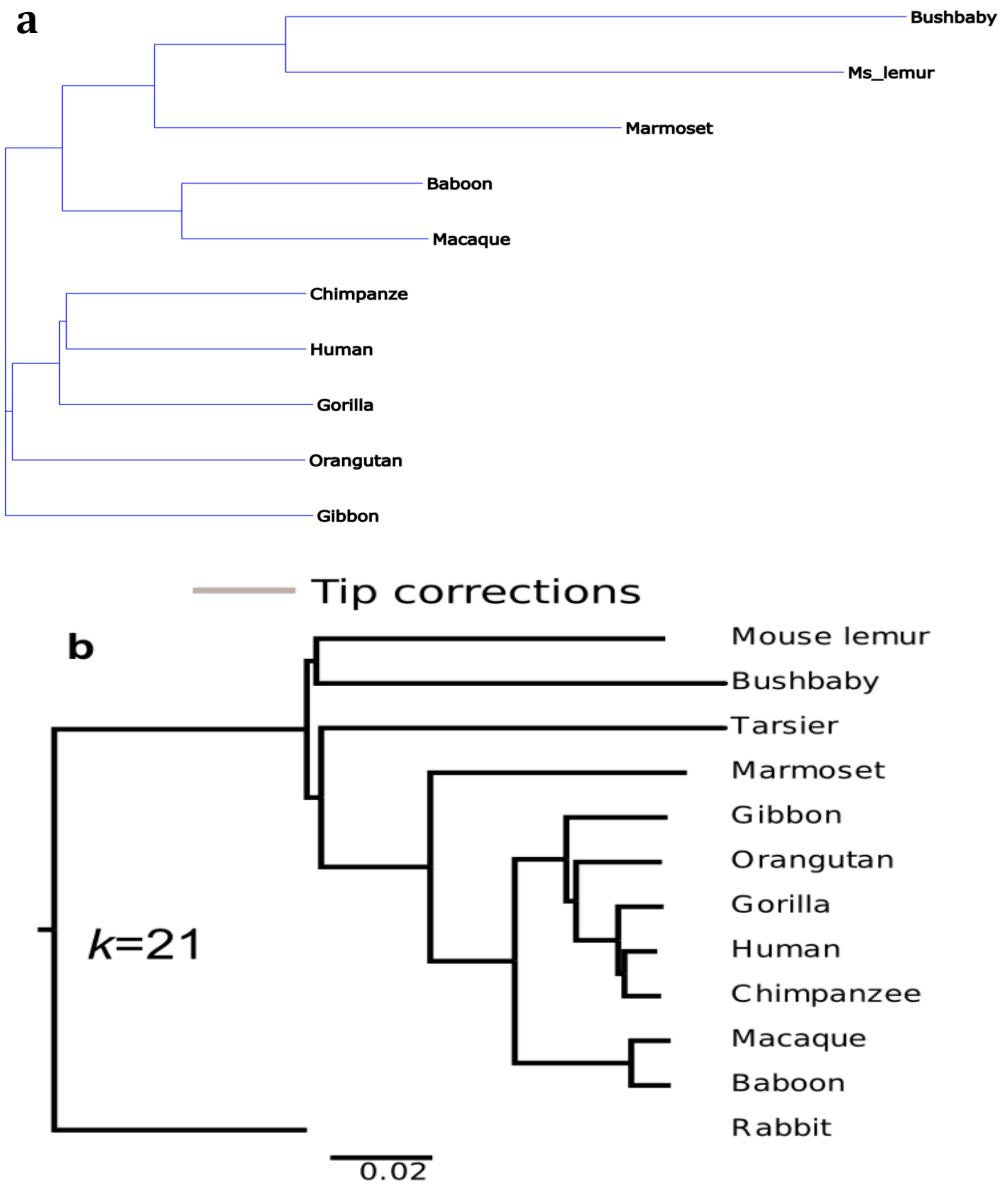 a
Bushbaby
Ms_lemur
Marmoset
Baboon
Macaque
Chimpanze
Human
Gorilla
Orangutan
Gibbon
Tip corrections
b
Mouse lemur
Bushbaby
Tarsier
Marmoset
Gibbon
Orangutan
Gorilla
k=21
Human
Chimpanzee
Macaque
Baboon
Rabbit
0.02